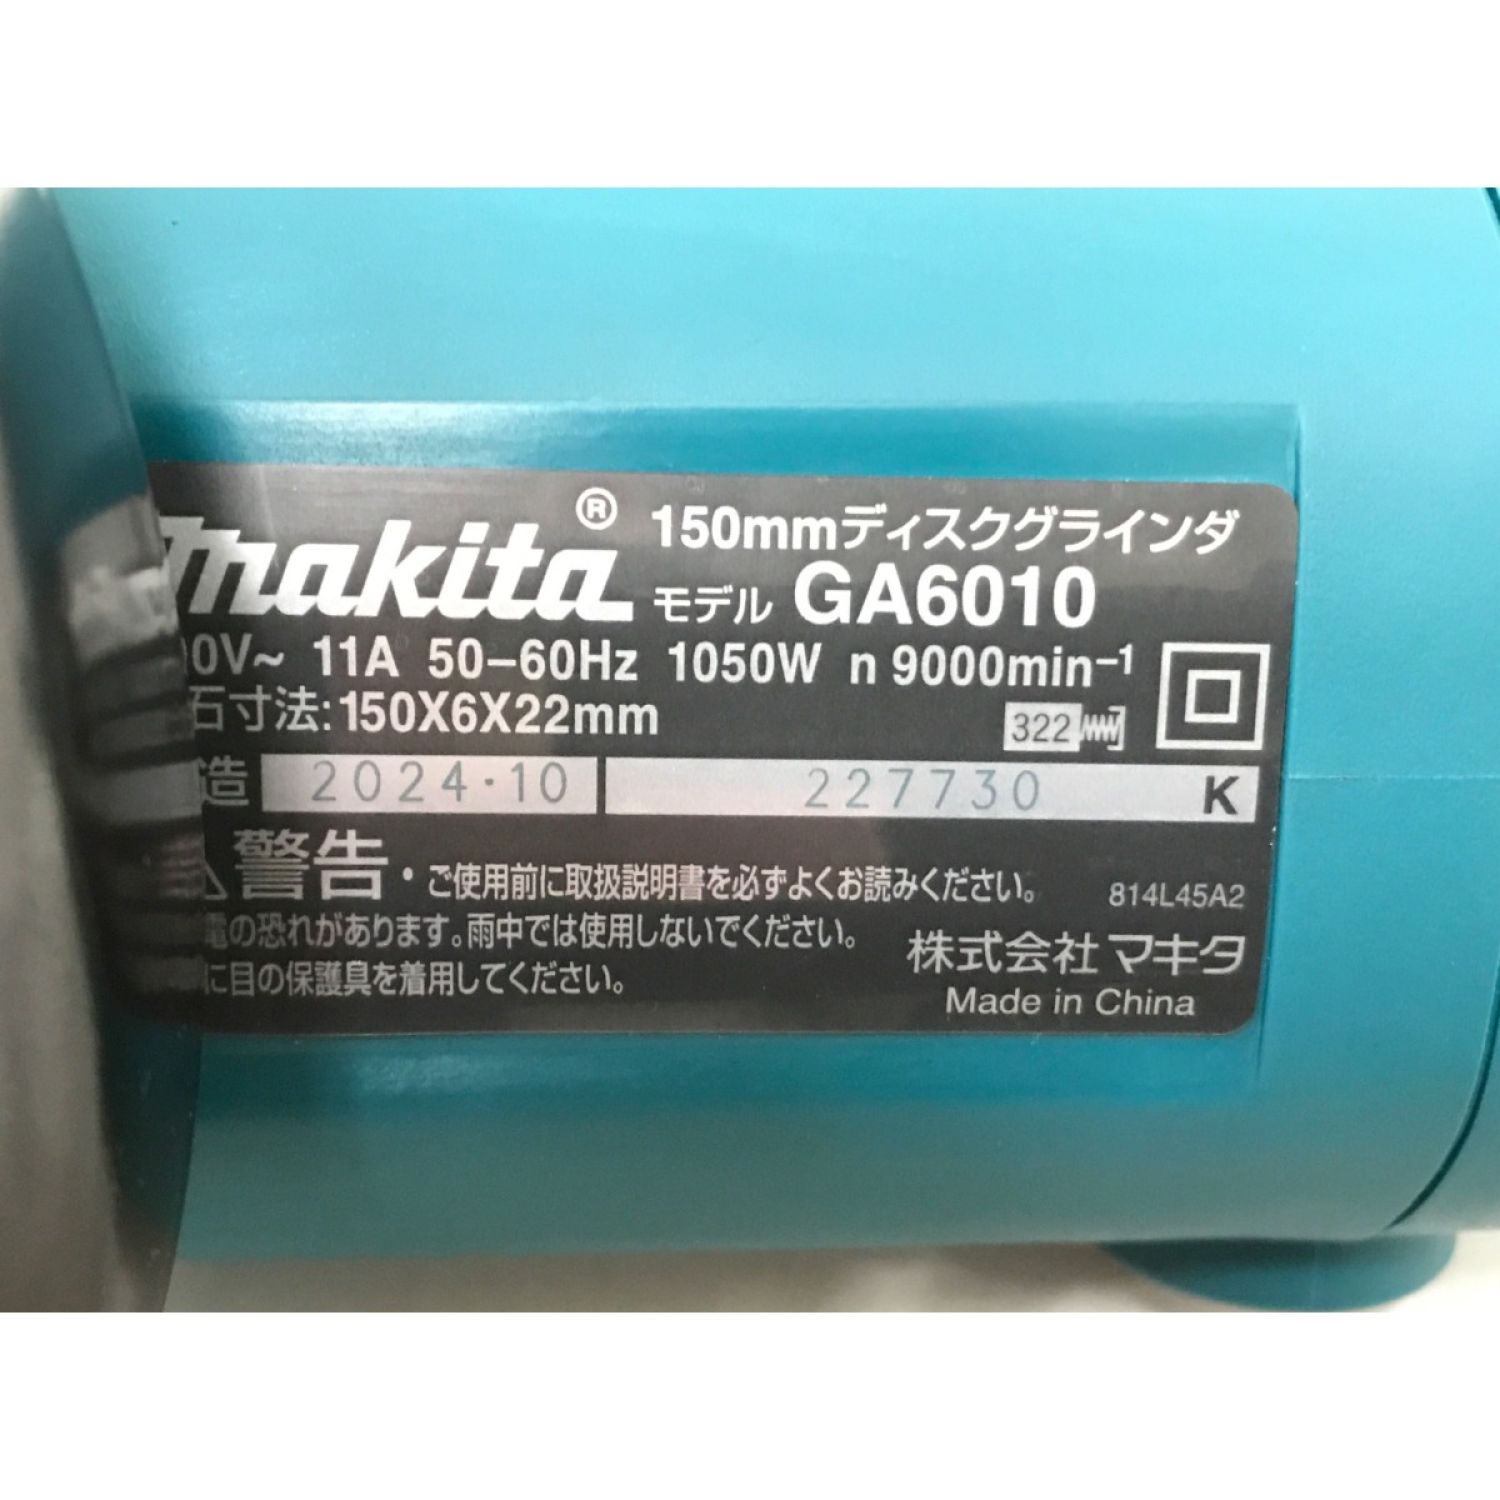 makita® 150mmディスクグラインダ
モデル GA6010
0V~ 11A 50-60Hz 1050W n 9000min-1
石寸法:150X6X22mm 322
造 2024・10 227730 K
警告・ご使用前に取扱説明書を必ずよくお読みください。 814L45A2
電の恐れがあります。雨中では使用しないでください。
に目の保護具を着用してください。
株式会社マキタ
Made in China